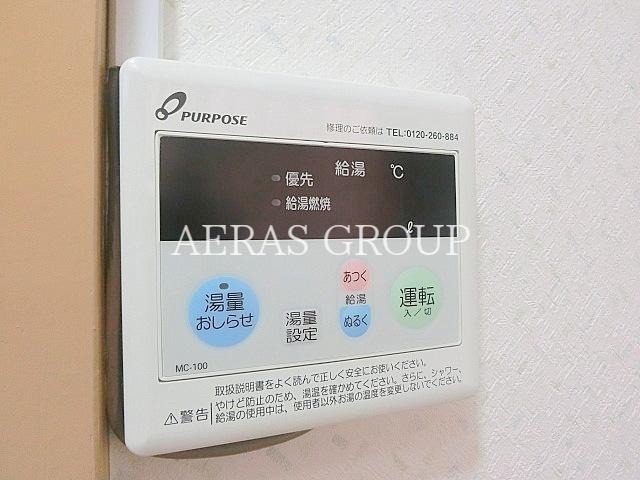 PURPOSE
修理のご依頼は TEL:0120-260-884
給湯 ℃
優先
給湯燃焼
ℓ
AERAS GROUP
湯量
おしらせ
湯量
設定
あつく
給湯
ぬるく
運転
入/切
MC-100
取扱説明書をよく読んで正しく安全にお使いください。
⚠警告
やけど防止のため、湯温を確かめてください。さらに、シャワー、
給湯の使用中は、使用者以外お湯の温度を変更しないでください。